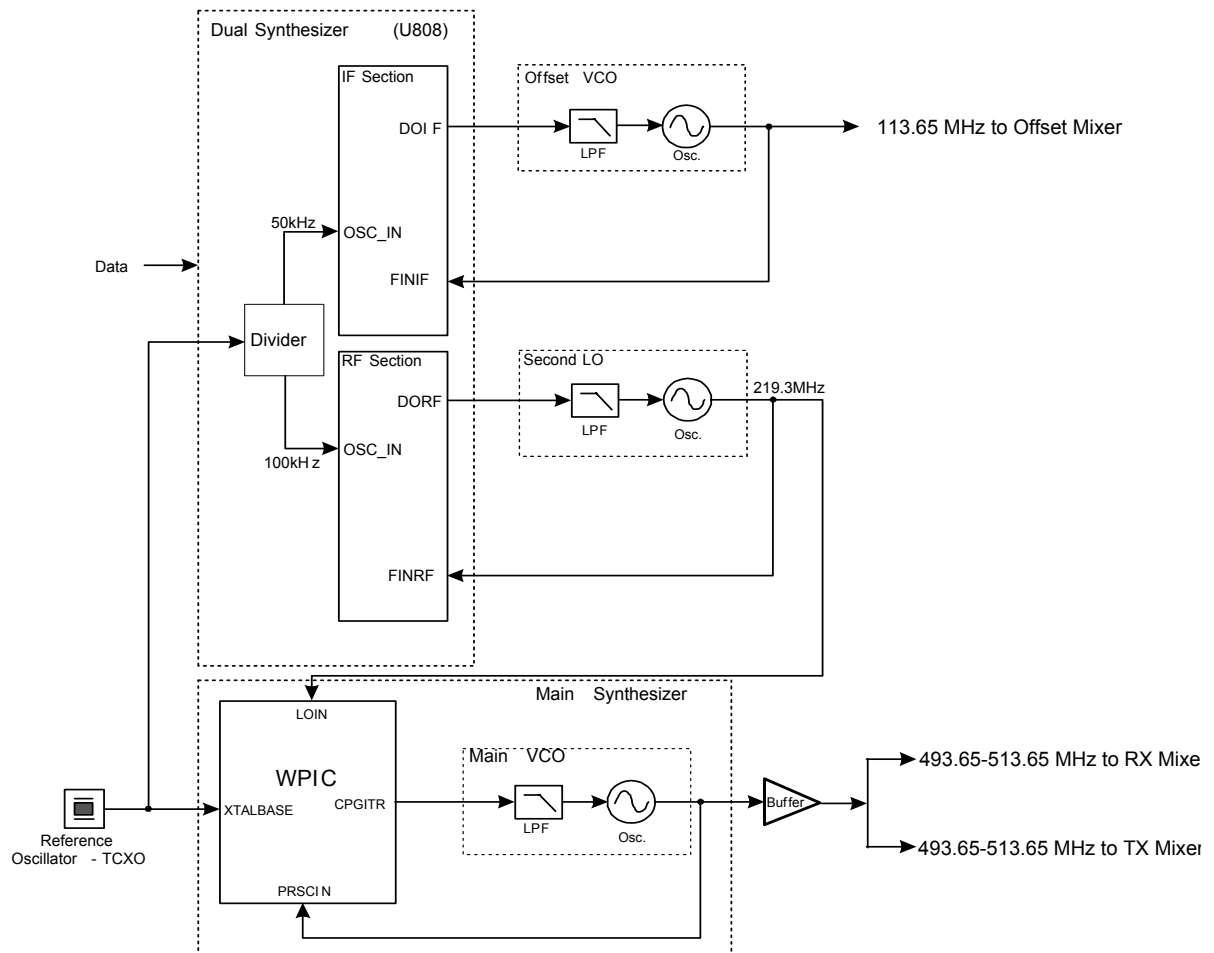 Dual Synthesizer (U808)
IF Section
DOI F
50kHz
OSC_IN
FINIF
Data
Divider
Offset VCO
LPF
Osc.
113.65 MHz to Offset Mixer
RF Section
DORF
100kH z
OSC_IN
FINRF
Second LO
LPF
Osc.
219.3MHz
Main Synthesizer
LOIN
WPIC
XTALBASE
CPGITR
PRSCI N
Reference
Oscillator - TCXO
Main VCO
LPF
Osc.
Buffer
493.65-513.65 MHz to RX Mixe
493.65-513.65 MHz to TX Mixer